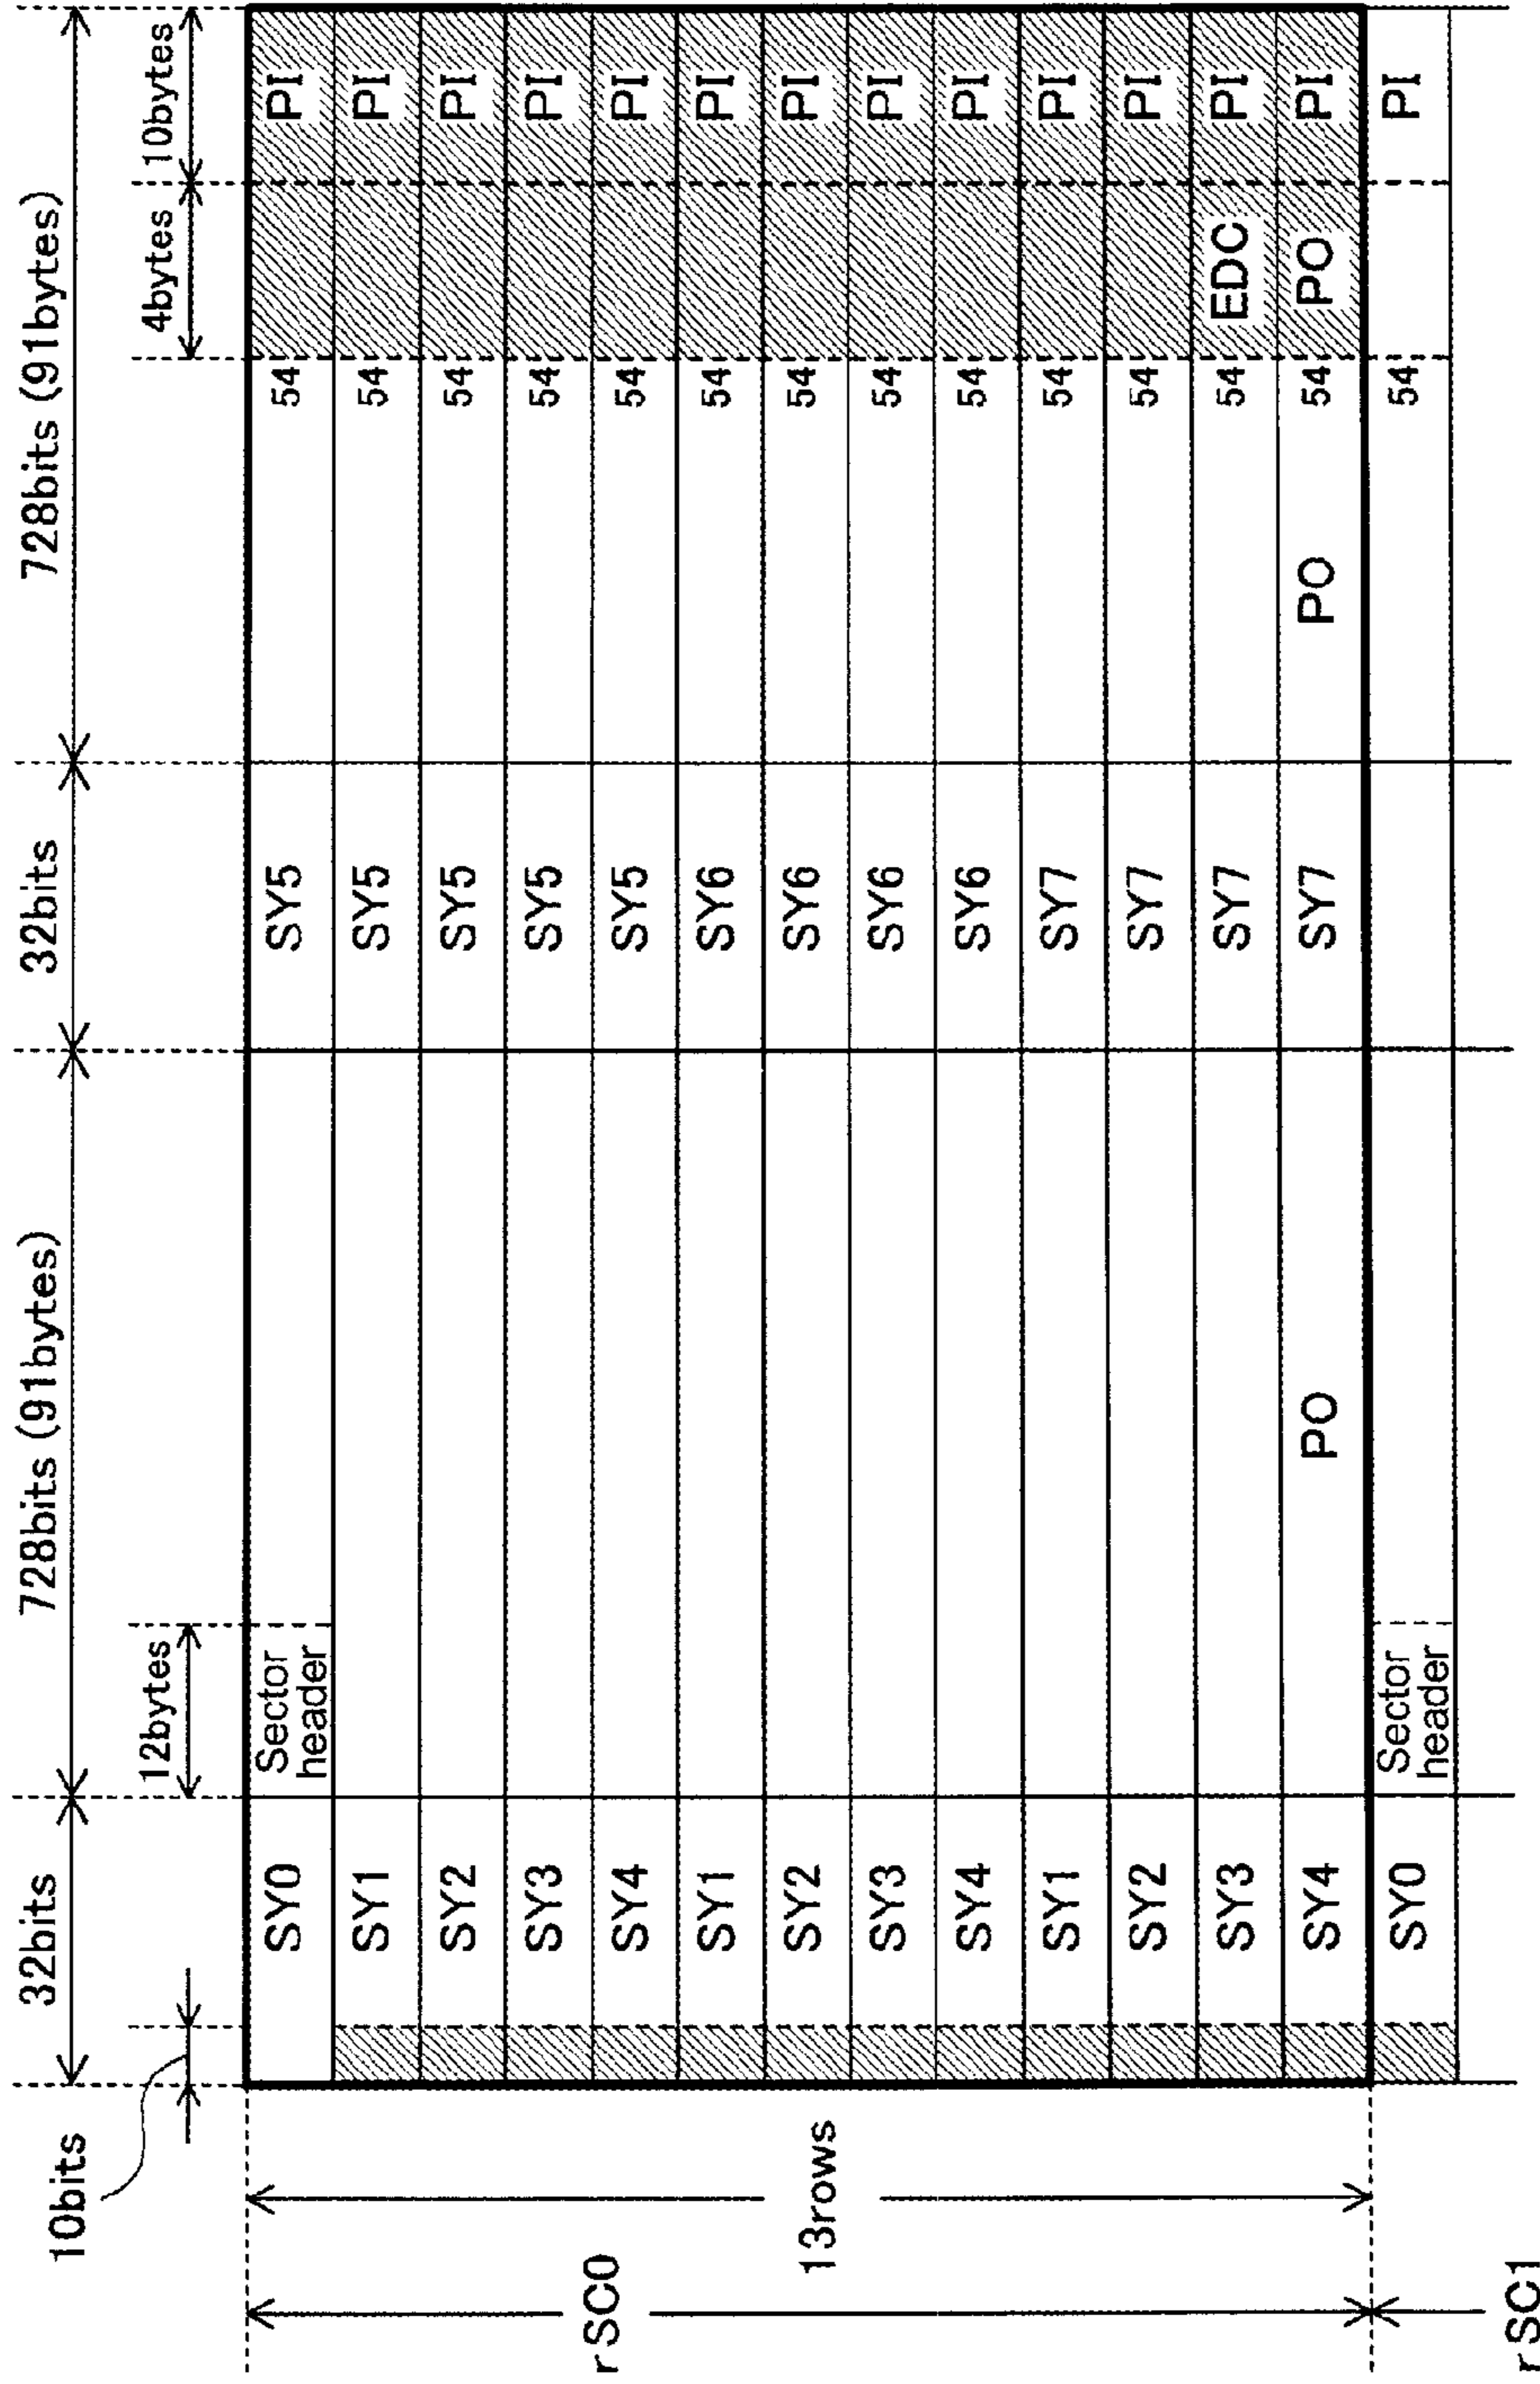 32bits
728bits (91bytes)
32bits
728bits (91bytes)
10bits
12bytes
4bytes
10bytes
rSC0
13rows
SY0 Sector header SY5 54 PI
SY1 SY5 54 PI
SY2 SY5 54 PI
SY3 SY5 54 PI
SY4 SY5 54 PI
SY1 SY6 54 PI
SY2 SY6 54 PI
SY3 SY6 54 PI
SY4 SY6 54 PI
SY1 SY7 54 PI
SY2 SY7 54 PI
SY3 SY7 54 EDC PI
SY4 PO SY7 PO 54 PO PI
rSC1
SY0 Sector header 54 PI